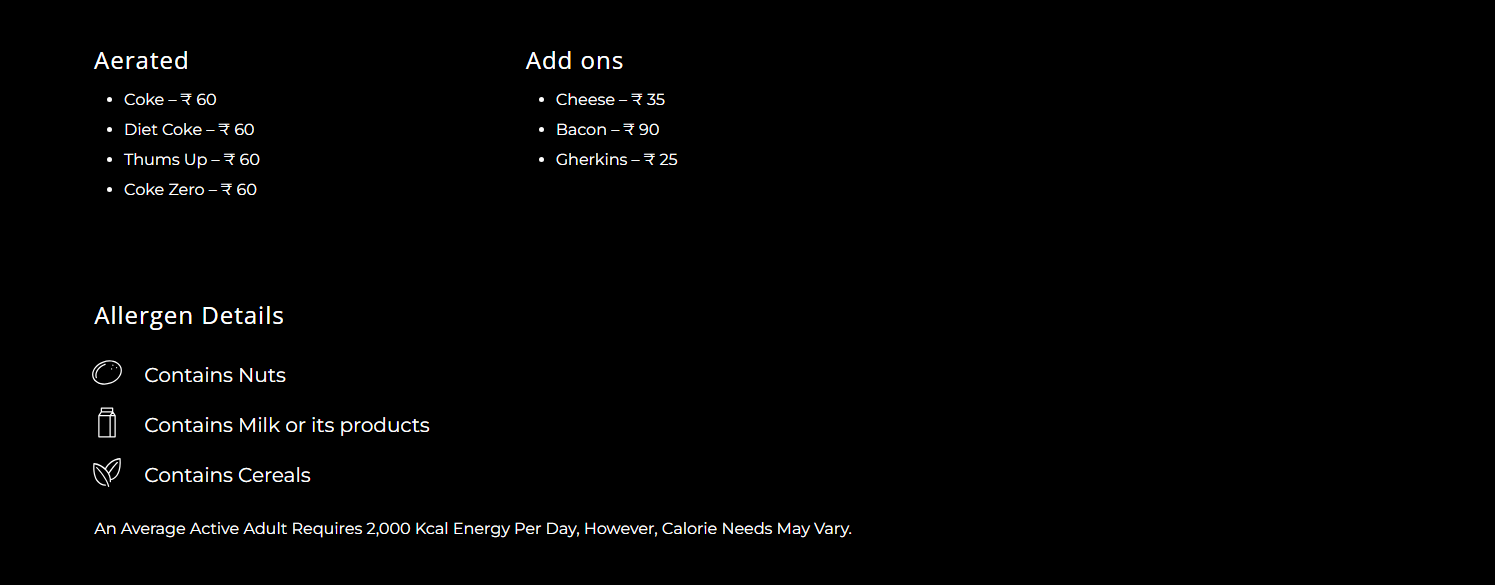 Aerated
• Coke – ₹ 60
• Diet Coke – ₹ 60
• Thums Up – ₹ 60
• Coke Zero – ₹ 60
Add ons
• Cheese – ₹ 35
• Bacon – ₹ 90
• Gherkins – ₹ 25
Allergen Details
Contains Nuts
Contains Milk or its products
Contains Cereals
An Average Active Adult Requires 2,000 Kcal Energy Per Day, However, Calorie Needs May Vary.